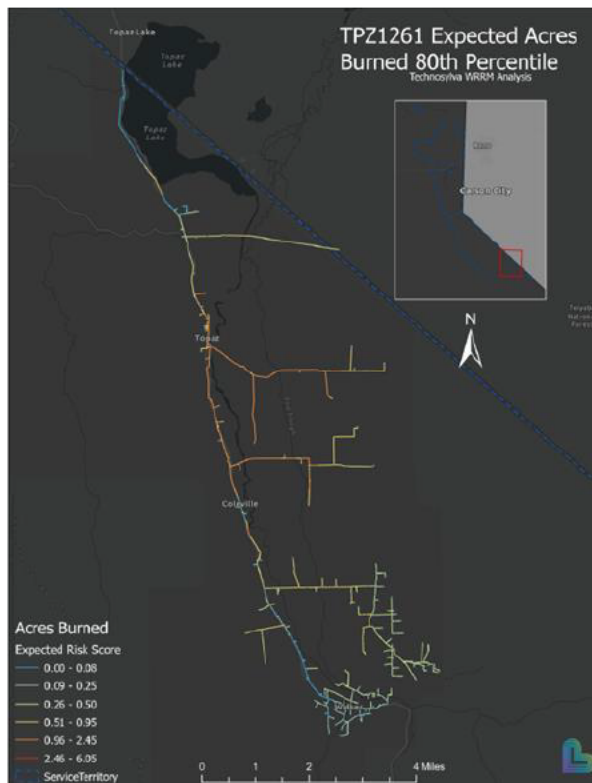 Topaz Lake
TPZ1261 Expected Acres
Burned 80th Percentile
Technosylva WRRM Analysis
Topaz
Lake
Topaz
Lake
Reno
Carson City
N
Topaz
Coleville
Acres Burned
Expected Risk Score
0.00 - 0.08
0.09 - 0.25
0.26 - 0.50
0.51 - 0.95
0.96 - 2.45
2.46 - 6.05
ServiceTerritory
0 1 2 4 Miles